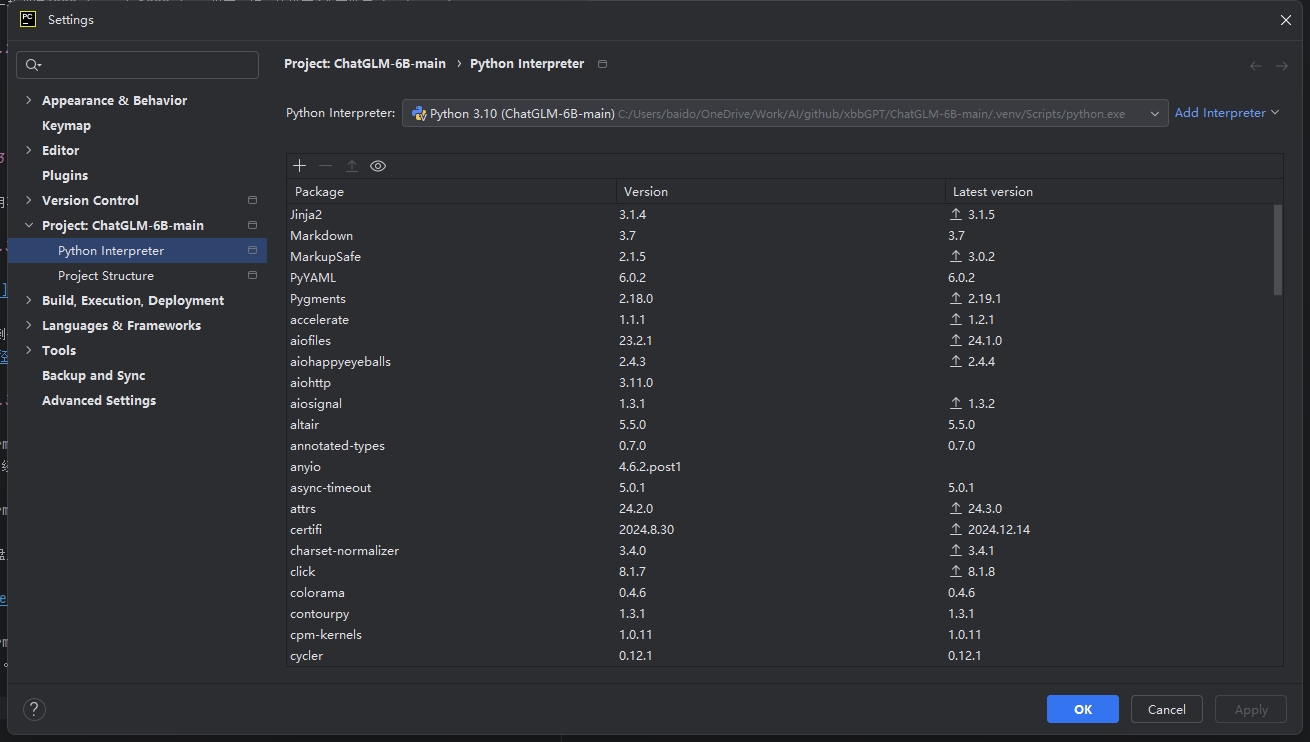 PC
Settings
Project: ChatGLM-6B-main › Python Interpreter
Appearance & Behavior
Keymap
Editor
Plugins
Version Control
Project: ChatGLM-6B-main
Python Interpreter
Project Structure
Build, Execution, Deployment
Languages & Frameworks
Tools
Backup and Sync
Advanced Settings
Python Interpreter: Python 3.10 (ChatGLM-6B-main) C:/Users/baido/OneDrive/Work/AI/github/xbbGPT/ChatGLM-6B-main/.venv/Scripts/python.exe Add Interpreter
Package Version Latest version
Jinja2 3.1.4 3.1.5
Markdown 3.7 3.7
MarkupSafe 2.1.5 3.0.2
PyYAML 6.0.2 6.0.2
Pygments 2.18.0 2.19.1
accelerate 1.1.1 1.2.1
aiofiles 23.2.1 24.1.0
aiohappyeyeballs 2.4.3 2.4.4
aiohttp 3.11.0
aiosignal 1.3.1 1.3.2
altair 5.5.0 5.5.0
annotated-types 0.7.0 0.7.0
anyio 4.6.2.post1
async-timeout 5.0.1 5.0.1
attrs 24.2.0 24.3.0
certifi 2024.8.30 2024.12.14
charset-normalizer 3.4.0 3.4.1
click 8.1.7 8.1.8
colorama 0.4.6 0.4.6
contourpy 1.3.1 1.3.1
cpm-kernels 1.0.11 1.0.11
cycler 0.12.1 0.12.1
?
OK Cancel Apply